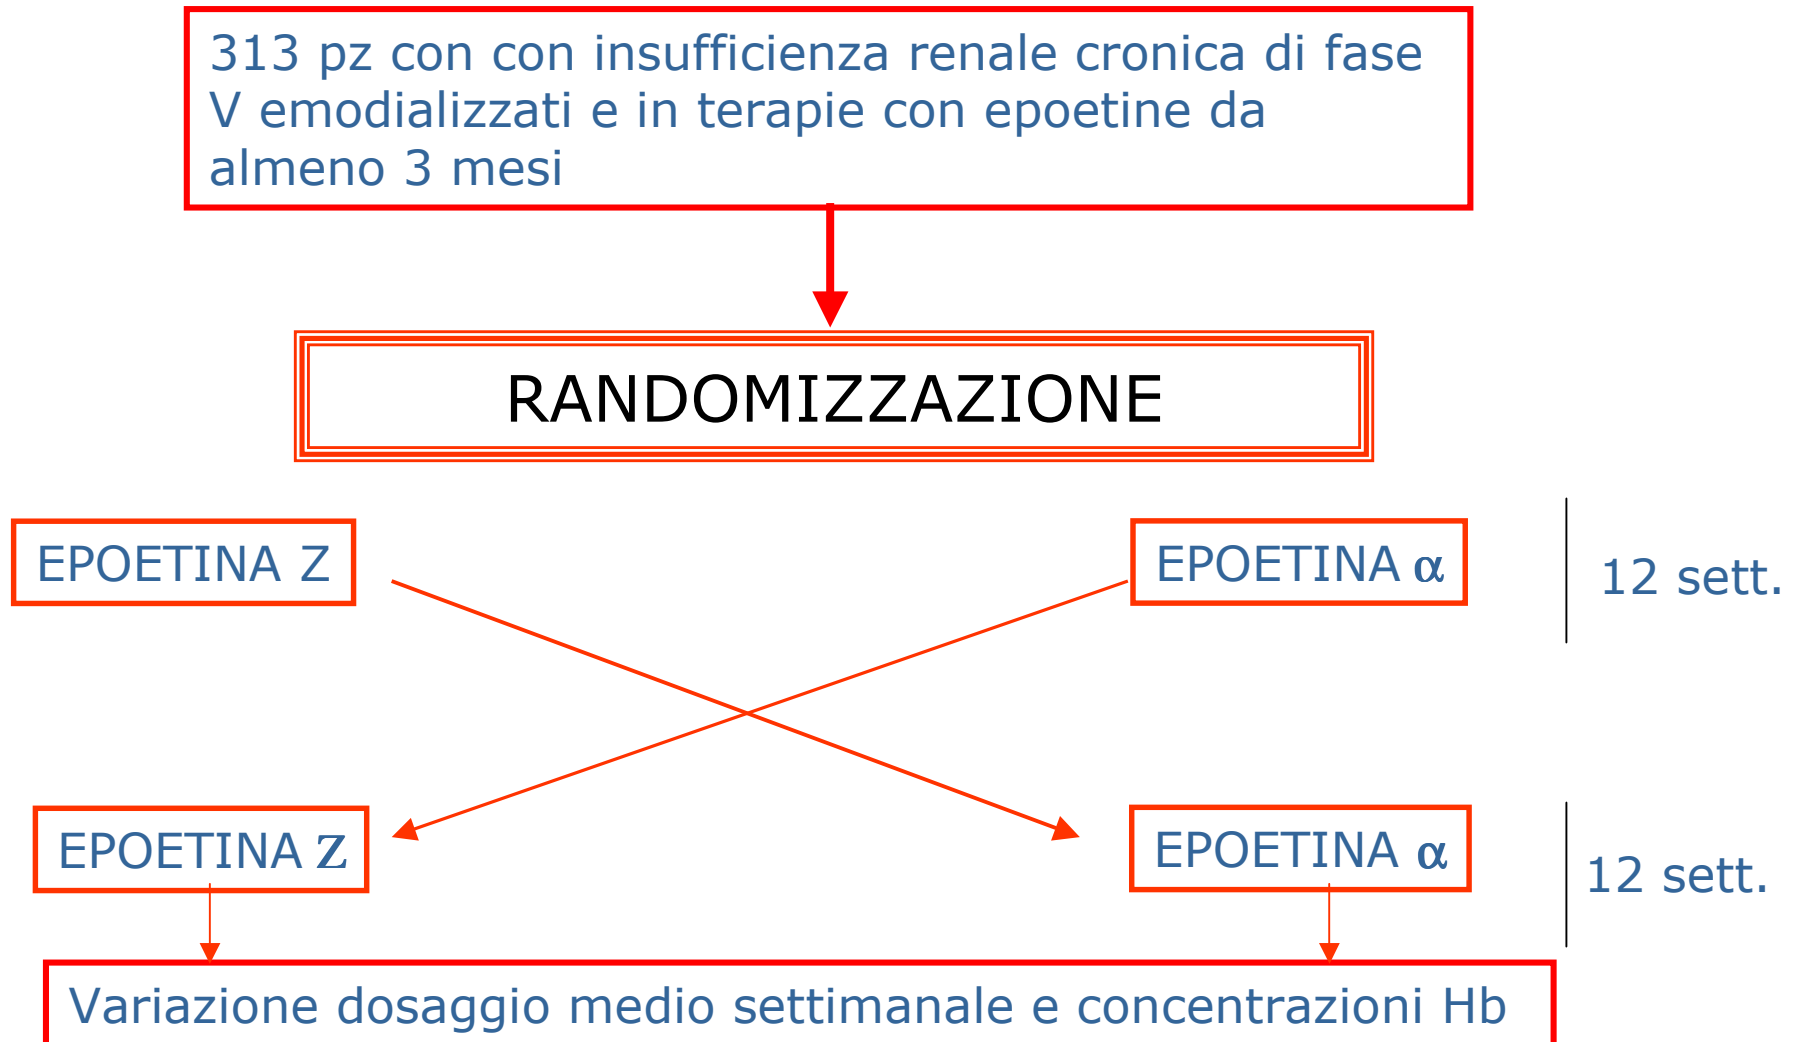 313 pz con con insufficienza renale cronica di fase
V emodializzati e in terapie con epoetine da
almeno 3 mesi
RANDOMIZZAZIONE
EPOETINA Z
EPOETINA α
12 sett.
EPOETINA Z
EPOETINA α
12 sett.
Variazione dosaggio medio settimanale e concentrazioni Hb